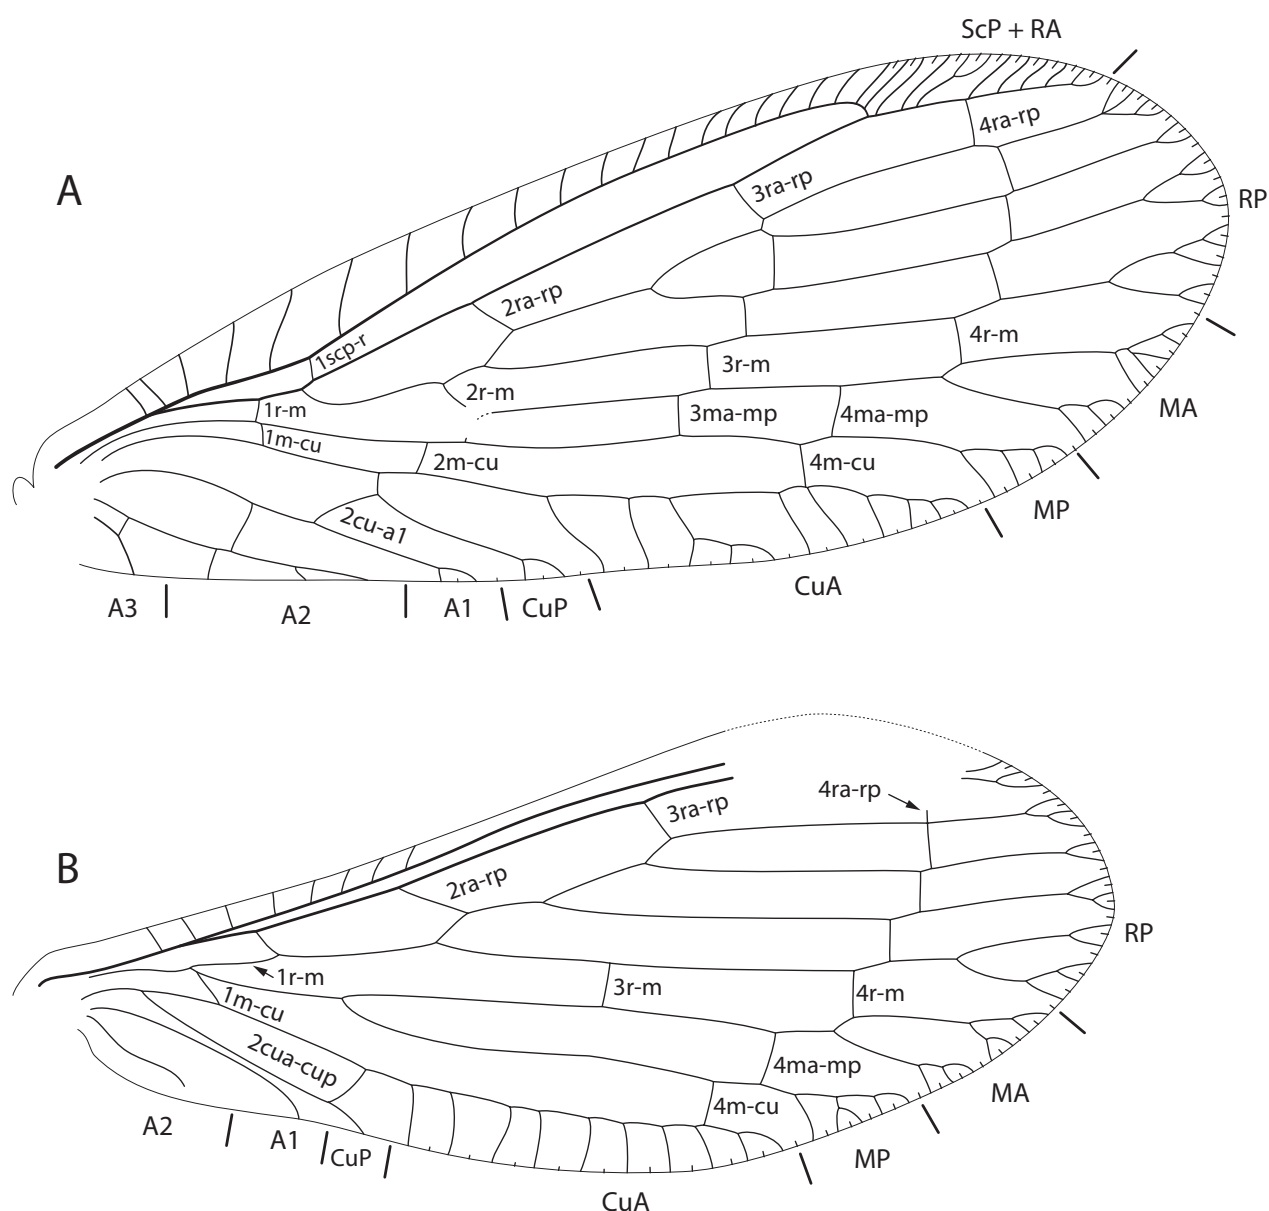 ScP + RA
4ra-rp
A
3ra-rp
RP
2ra-rp
4r-m
1scp-r
3r-m
2r-m
1r-m
3ma-mp
4ma-mp
MA
1m-cu
2m-cu
4m-cu
MP
2cu-a1
CuA
A3
A2
A1
CuP
4ra-rp
3ra-rp
B
2ra-rp
RP
1r-m
3r-m
4r-m
1m-cu
2cua-cup
4ma-mp
MA
4m-cu
A2
A1
CuP
MP
CuA